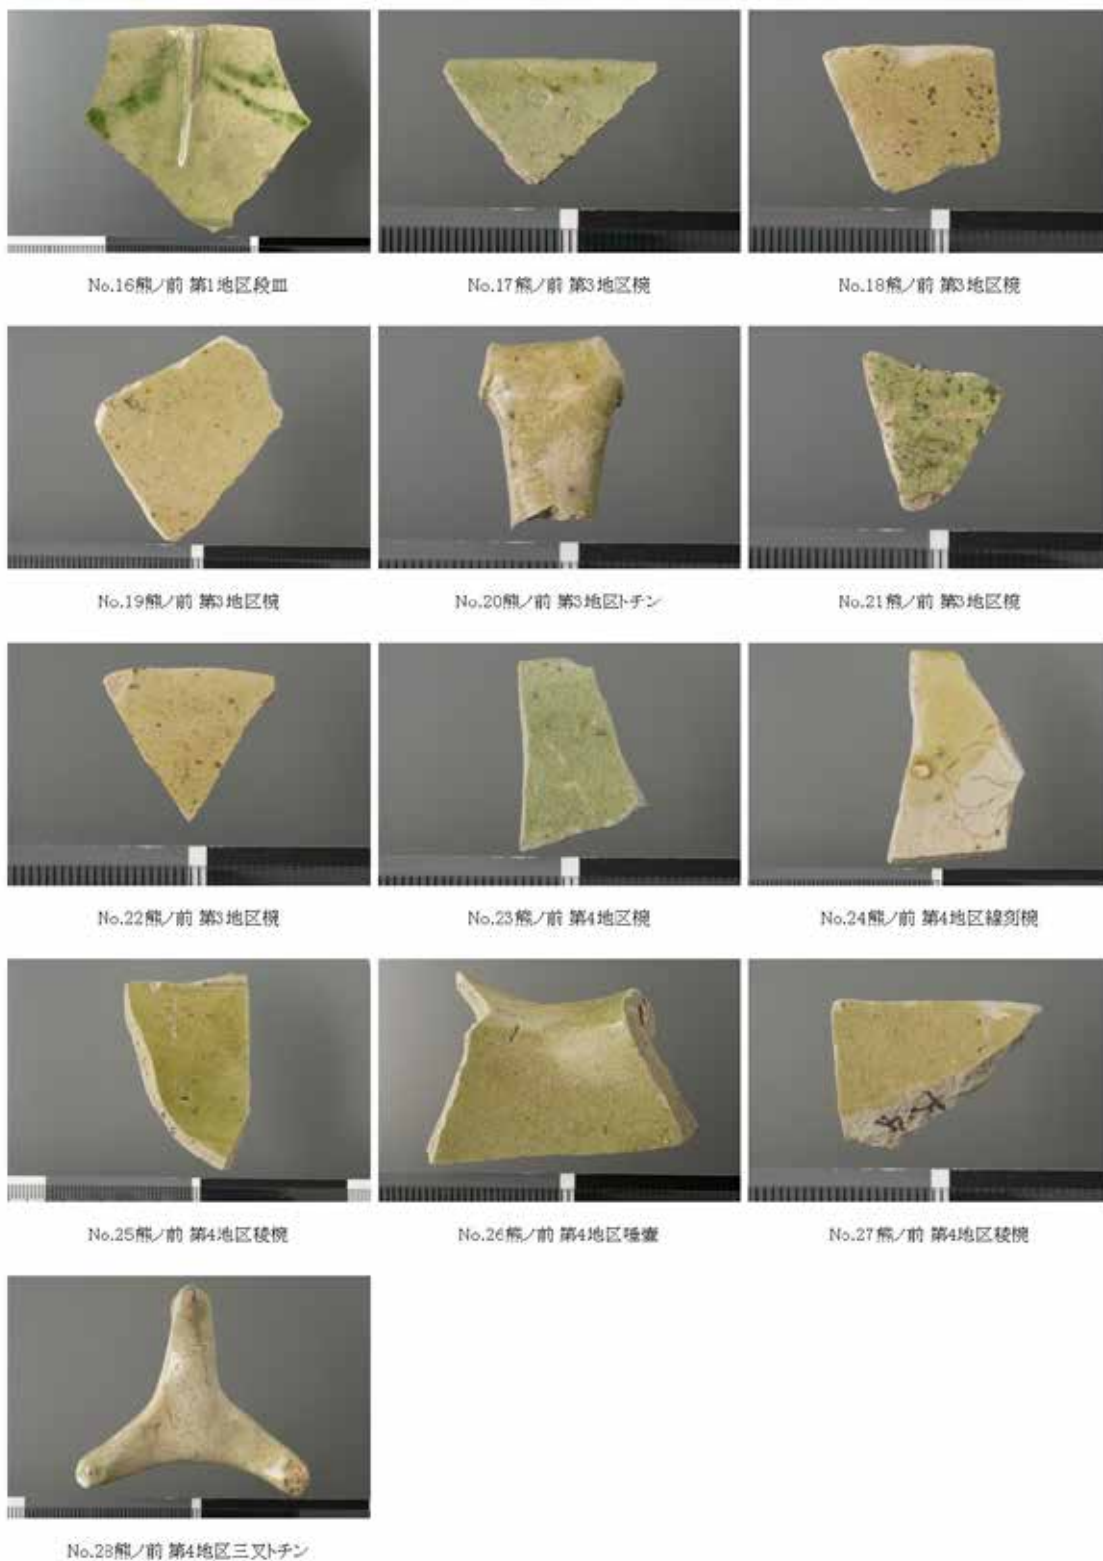 No.16熊ノ前 第1地区段皿
No.17熊ノ前 第3地区椀
No.18熊ノ前 第3地区椀
No.19熊ノ前 第3地区椀
No.20熊ノ前 第3地区トチン
No.21熊ノ前 第3地区椀
No.22熊ノ前 第3地区椀
No.23熊ノ前 第4地区椀
No.24熊ノ前 第4地区線刻椀
No.25熊ノ前 第4地区稜椀
No.26熊ノ前 第4地区唾壷
No.27熊ノ前 第4地区稜椀
No.28熊ノ前 第4地区三叉トチン